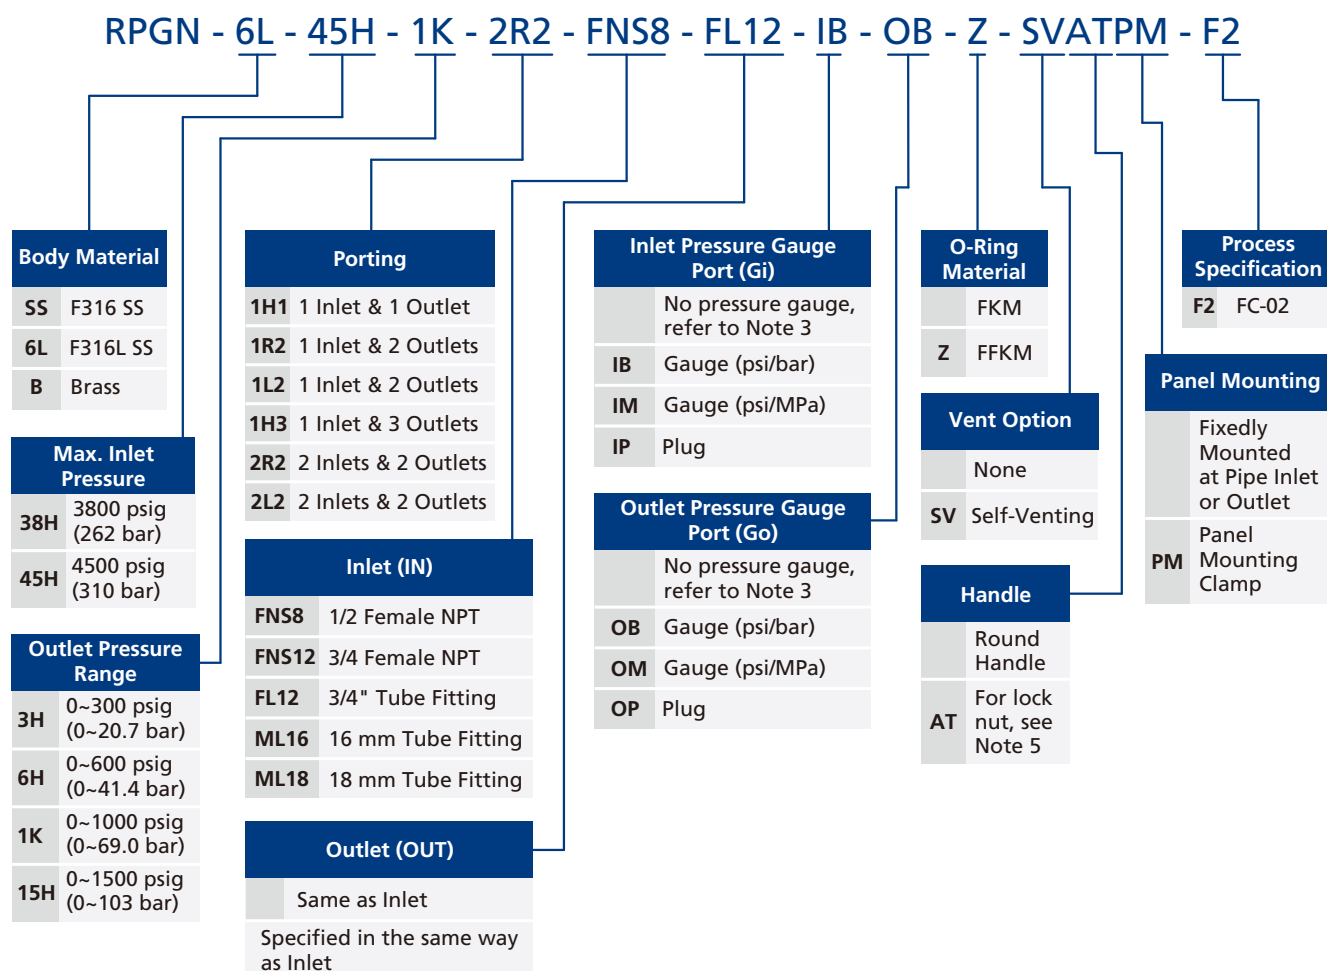 RPGN - 6L - 45H - 1K - 2R2 - FNS8 - FL12 - IB - OB - Z - SVATPM - F2
Body Material
SS F316 SS
6L F316L SS
B Brass
Max. Inlet
Pressure
38H 3800 psig
(262 bar)
45H 4500 psig
(310 bar)
Outlet Pressure
Range
3H 0~300 psig
(0~20.7 bar)
6H 0~600 psig
(0~41.4 bar)
1K 0~1000 psig
(0~69.0 bar)
15H 0~1500 psig
(0~103 bar)
Porting
1H1 1 Inlet & 1 Outlet
1R2 1 Inlet & 2 Outlets
1L2 1 Inlet & 2 Outlets
1H3 1 Inlet & 3 Outlets
2R2 2 Inlets & 2 Outlets
2L2 2 Inlets & 2 Outlets
Inlet (IN)
FNS8 1/2 Female NPT
FNS12 3/4 Female NPT
FL12 3/4" Tube Fitting
ML16 16 mm Tube Fitting
ML18 18 mm Tube Fitting
Outlet (OUT)
Same as Inlet
Specified in the same way
as Inlet
Inlet Pressure Gauge
Port (Gi)
No pressure gauge,
refer to Note 3
IB Gauge (psi/bar)
IM Gauge (psi/MPa)
IP Plug
Outlet Pressure Gauge
Port (Go)
No pressure gauge,
refer to Note 3
OB Gauge (psi/bar)
OM Gauge (psi/MPa)
OP Plug
O-Ring
Material
FKM
Z FFKM
Vent Option
None
SV Self-Venting
Handle
Round
Handle
AT For lock
nut, see
Note 5
Process
Specification
F2 FC-02
Panel Mounting
Fixedly
Mounted
at Pipe Inlet
or Outlet
PM Panel
Mounting
Clamp